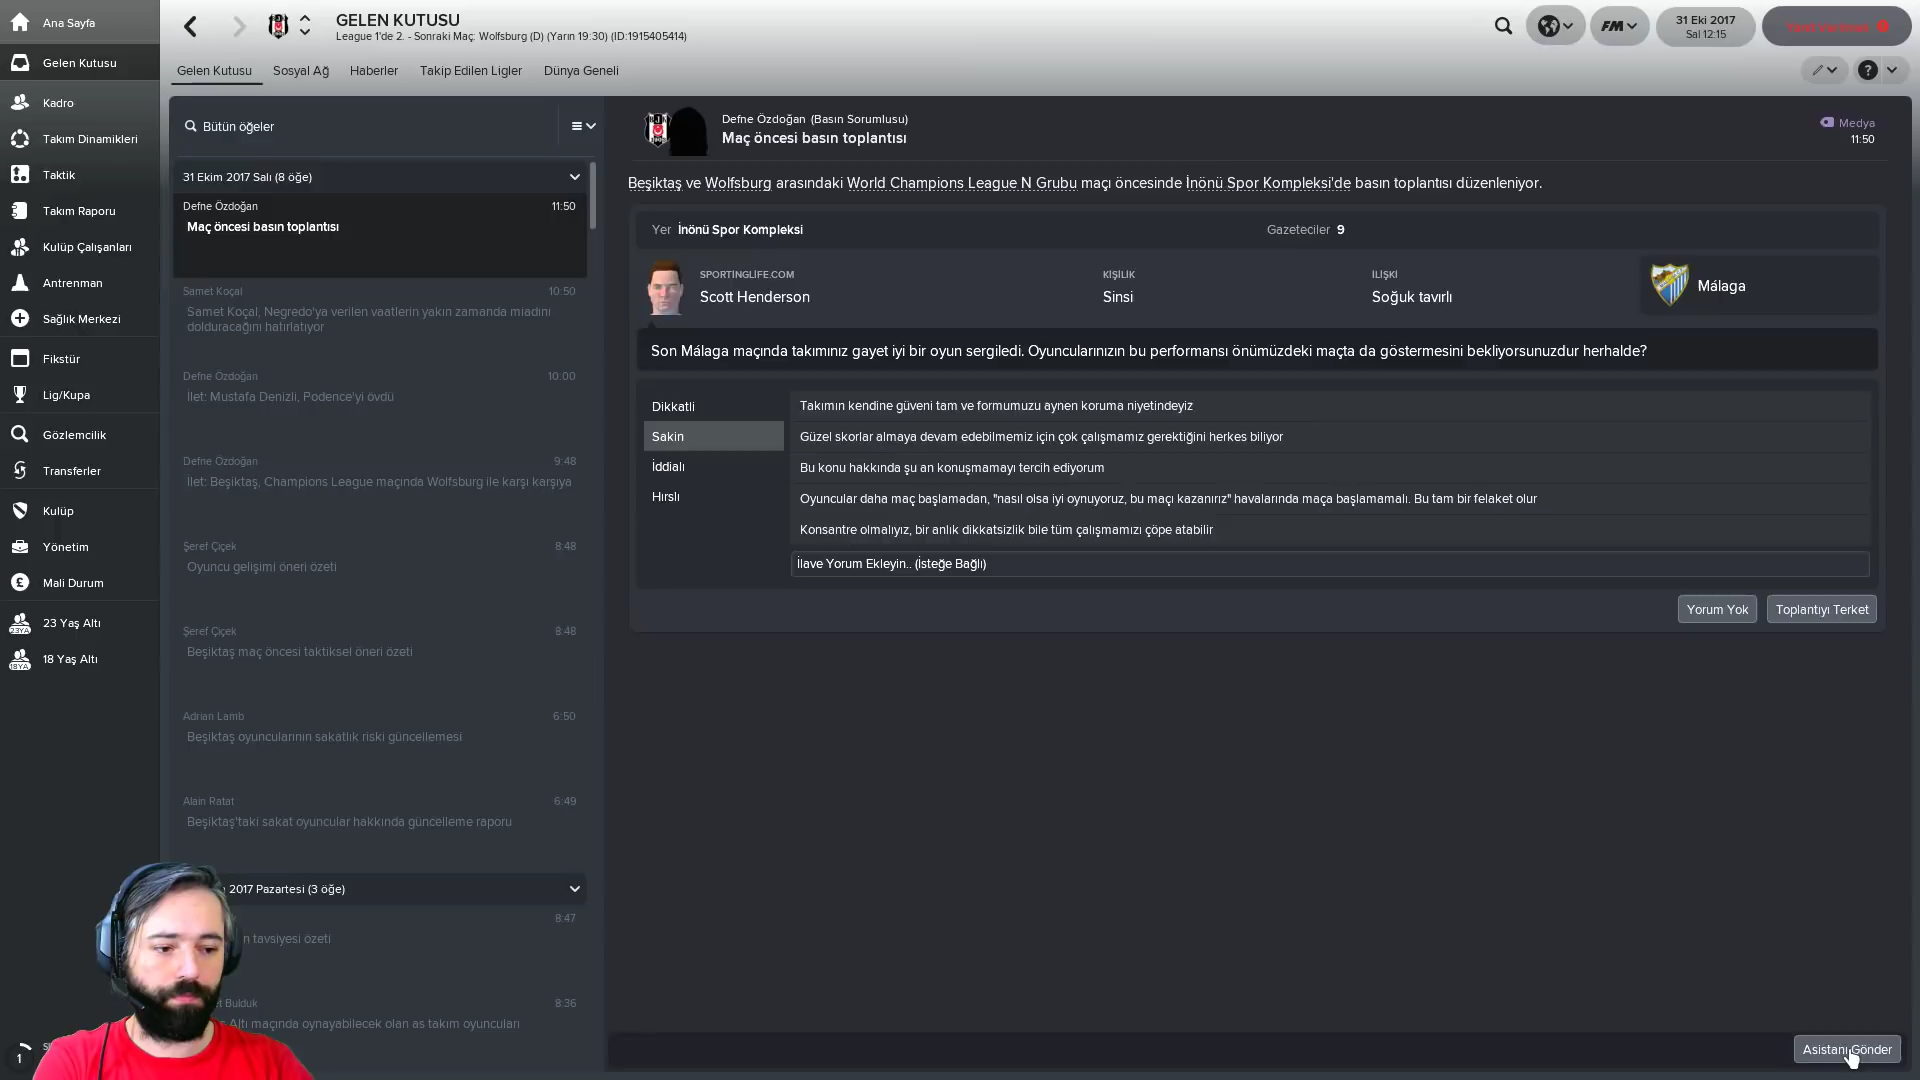 Ana Sayfa
Gelen Kutusu
Kadro
Takım Dinamikleri
Taktik
Takım Raporu
Kulüp Çalışanları
Antrenman
Sağlık Merkezi
Fikstür
Lig/Kupa
Gözlemcilik
Transferler
Kulüp
Yönetim
Mali Durum
23YA
23 Yaş Altı
18YA
18 Yaş Altı
1
GELEN KUTUSU
League 1'de 2. - Sonraki Maç: Wolfsburg (D) (Yarın 19:30) (ID:1915405414)
FM
31 Eki 2017
Sal 12:15
Gelen Kutusu
Sosyal Ağ
Haberler
Takip Edilen Ligler
Dünya Geneli
?
Bütün öğeler
31 Ekim 2017 Salı (8 öğe)
Defne Özdoğan 11:50
Maç öncesi basın toplantısı
Samet Koçal 10:50
Samet Koçal, Negredo'ya verilen vaatlerin yakın zamanda miadını
dolduracağını hatırlatıyor
Defne Özdoğan 10:00
İlet: Mustafa Denizli, Podence'yi övdü
Defne Özdoğan 9:48
İlet: Beşiktaş, Champions League maçında Wolfsburg ile karşı karşıya
Şeref Çiçek 8:48
Oyuncu gelişimi öneri özeti
Şeref Çiçek 8:48
Beşiktaş maç öncesi taktiksel öneri özeti
Adrian Lamb 6:50
Beşiktaş oyuncularının sakatlık riski güncellemesi
Alain Ratat 6:49
Beşiktaş'taki sakat oyuncular hakkında güncelleme raporu
2017 Pazartesi (3 öğe)
8:47
tavsiyesi özeti
Bulduk 8:36
Altı maçında oynayabilecek olan as takım oyuncuları
Defne Özdoğan (Basın Sorumlusu)
Maç öncesi basın toplantısı
Medya
11:50
Beşiktaş ve Wolfsburg arasındaki World Champions League N Grubu maçı öncesinde İnönü Spor Kompleksi'de basın toplantısı düzenleniyor.
Yer İnönü Spor Kompleksi
Gazeteciler 9
SPORTINGLIFE.COM
Scott Henderson
KİŞİLİK
Sinsi
İLİŞKİ
Soğuk tavırlı
Málaga
Son Málaga maçında takımınız gayet iyi bir oyun sergiledi. Oyuncularınızın bu performansı önümüzdeki maçta da göstermesini bekliyorsunuzdur herhalde?
Dikkatli
Sakin
İddialı
Hırslı
Takımın kendine güveni tam ve formumuzu aynen koruma niyetindeyiz
Güzel skorlar almaya devam edebilmemiz için çok çalışmamız gerektiğini herkes biliyor
Bu konu hakkında şu an konuşmamayı tercih ediyorum
Oyuncular daha maç başlamadan, "nasıl olsa iyi oynuyoruz, bu maçı kazanırız" havalarında maça başlamamalı. Bu tam bir felaket olur
Konsantre olmalıyız, bir anlık dikkatsizlik bile tüm çalışmamızı çöpe atabilir
İlave Yorum Ekleyin.. (İsteğe Bağlı)
Yorum Yok
Toplantıyı Terket
Asistanı Gönder